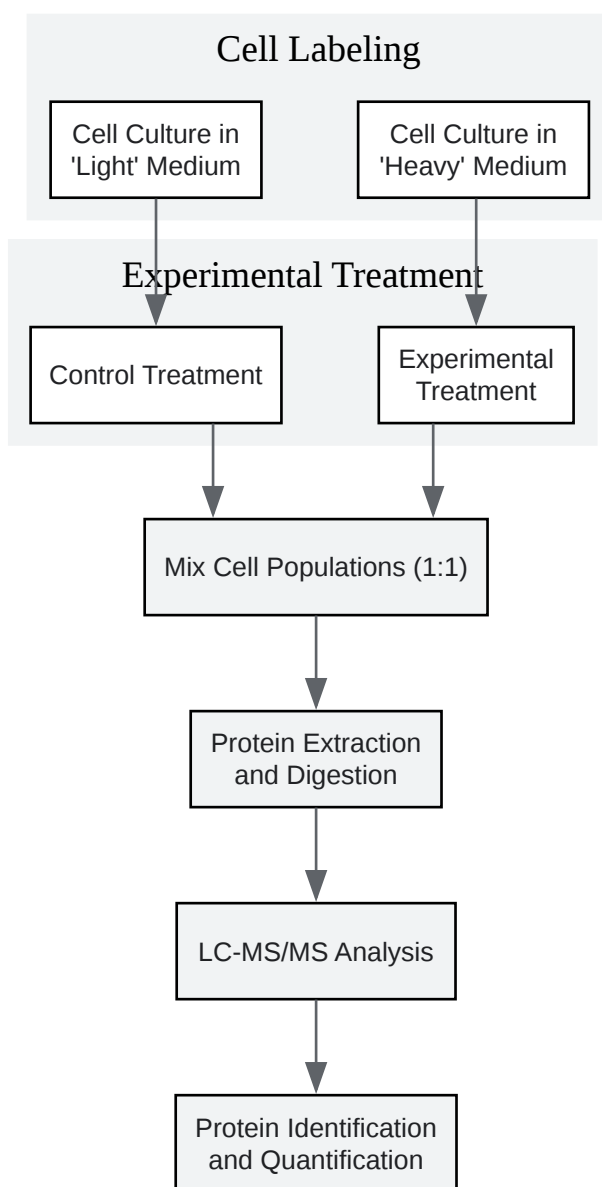 Cell Labeling
Cell Culture in
'Light' Medium
Cell Culture in
'Heavy' Medium
Experimental Treatment
Control Treatment
Experimental
Treatment
Mix Cell Populations (1:1)
Protein Extraction
and Digestion
LC-MS/MS Analysis
Protein Identification
and Quantification